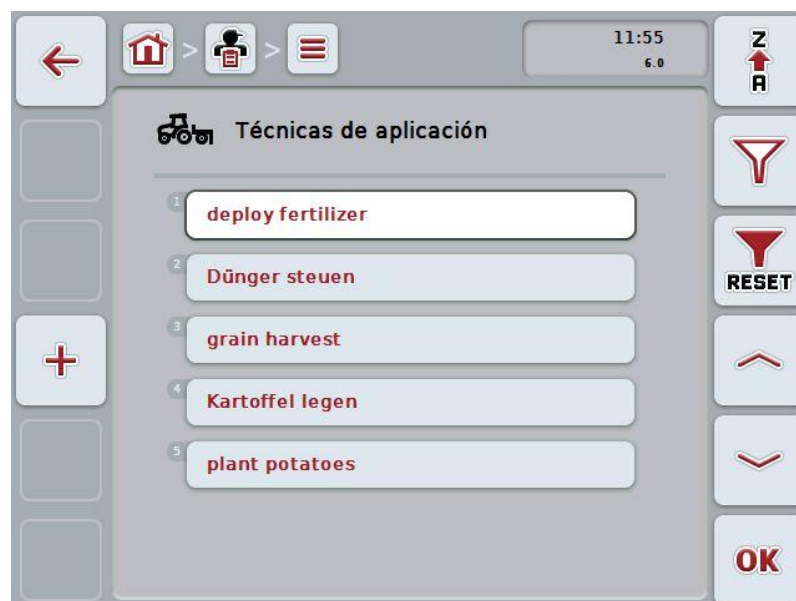 11:55
6.0
Z
A
Técnicas de aplicación
1
deploy fertilizer
2
Dünger steuen
RESET
3
grain harvest
4
Kartoffel legen
5
plant potatoes
OK